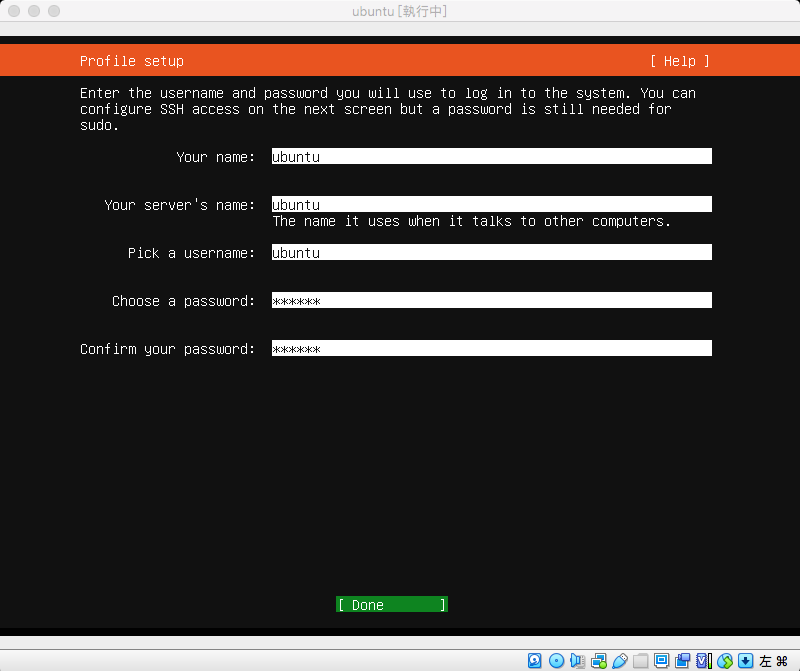 ubuntu [執行中]
Profile setup [ Help ]
Enter the username and password you will use to log in to the system. You can
configure SSH access on the next screen but a password is still needed for
sudo.
Your name: ubuntu
Your server's name: ubuntu
The name it uses when it talks to other computers.
Pick a username: ubuntu
Choose a password: ******
Confirm your password: ******
[ Done ]
左 ⌘